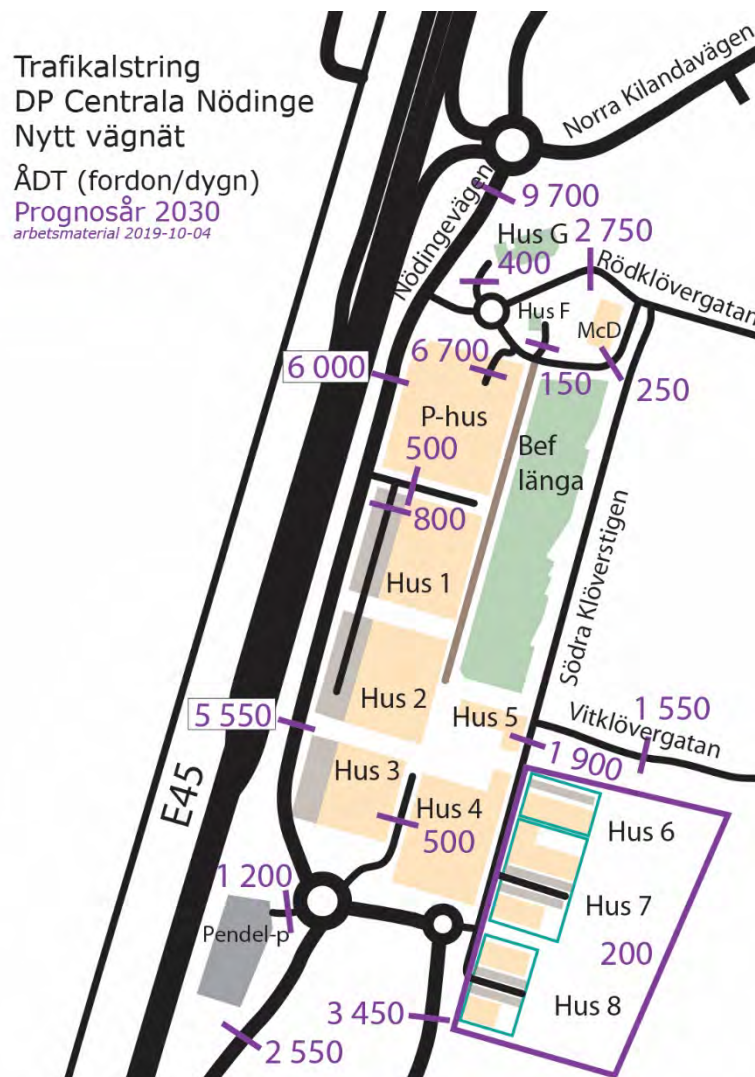 Trafikalstring
DP Centrala Nödinge
Nytt vägnät
ÅDT (fordon/dygn)
Prognosår 2030
arbetsmaterial 2019-10-04
Norra Kilandavägen
Nödingevägen
9 700
Hus G
2 750
400
Rödklövergatan
Hus F
McD
6 000
6 700
150
250
P-hus
Bef
länga
500
800
Hus 1
Södra Klöverstigen
Hus 2
Hus 5
1 550
Vitklövergatan
5 550
1 900
E45
Hus 3
Hus 4
500
Hus 6
1 200
Hus 7
Pendel-p
200
Hus 8
3 450
2 550